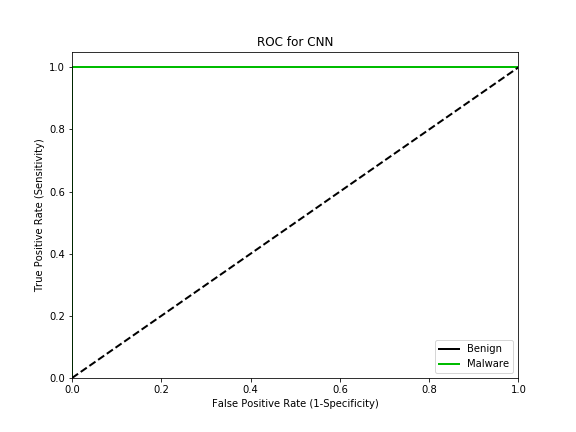 ROC for CNN
True Positive Rate (Sensitivity)
1.0
0.8
0.6
0.4
0.2
0.0
0.0 0.2 0.4 0.6 0.8 1.0
False Positive Rate (1-Specificity)
Benign
Malware